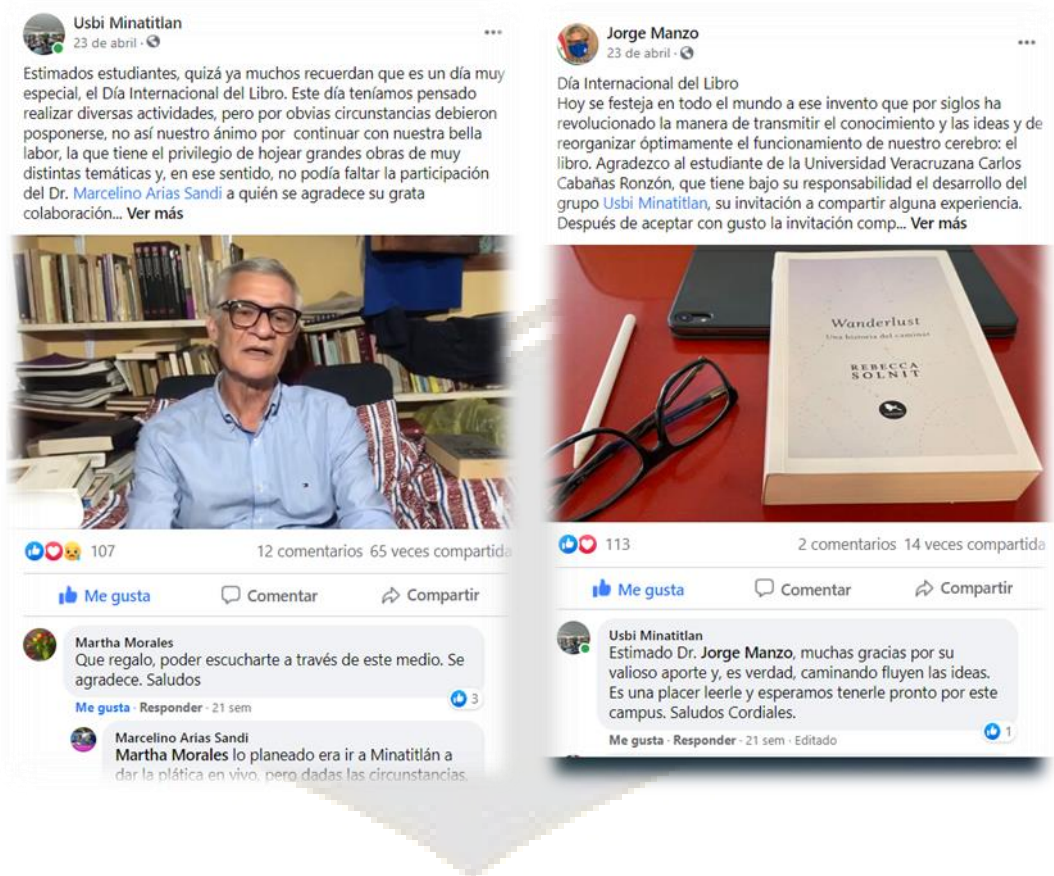 Usbi Minatitlan
23 de abril ·
Estimados estudiantes, quizá ya muchos recuerdan que es un día muy
especial, el Día Internacional del Libro. Este día teníamos pensado
realizar diversas actividades, pero por obvias circunstancias debieron
posponerse, no así nuestro ánimo por continuar con nuestra bella
labor, la que tiene el privilegio de hojear grandes obras de muy
distintas temáticas y, en ese sentido, no podía faltar la participación
del Dr. Marcelino Arias Sandi a quién se agradece su grata
colaboración... Ver más
107
12 comentarios 65 veces compartida
Me gusta Comentar Compartir
Martha Morales
Que regalo, poder escucharte a través de este medio. Se
agradece. Saludos
3
Me gusta · Responder · 21 sem
Marcelino Arias Sandi
Martha Morales lo planeado era ir a Minatitlán a
dar la plática en vivo, pero dadas las circunstancias,
Jorge Manzo
23 de abril ·
Día Internacional del Libro
Hoy se festeja en todo el mundo a ese invento que por siglos ha
revolucionado la manera de transmitir el conocimiento y las ideas y de
reorganizar óptimamente el funcionamiento de nuestro cerebro: el
libro. Agradezco al estudiante de la Universidad Veracruzana Carlos
Cabañas Ronzón, que tiene bajo su responsabilidad el desarrollo del
grupo Usbi Minatitlan, su invitación a compartir alguna experiencia.
Después de aceptar con gusto la invitación comp... Ver más
Wanderlust
Una historia del caminar
REBECCA
SOLNIT
113
2 comentarios 14 veces compartida
Me gusta Comentar Compartir
Usbi Minatitlan
Estimado Dr. Jorge Manzo, muchas gracias por su
valioso aporte y, es verdad, caminando fluyen las ideas.
Es una placer leerle y esperamos tenerle pronto por este
campus. Saludos Cordiales.
1
Me gusta · Responder · 21 sem · Editado